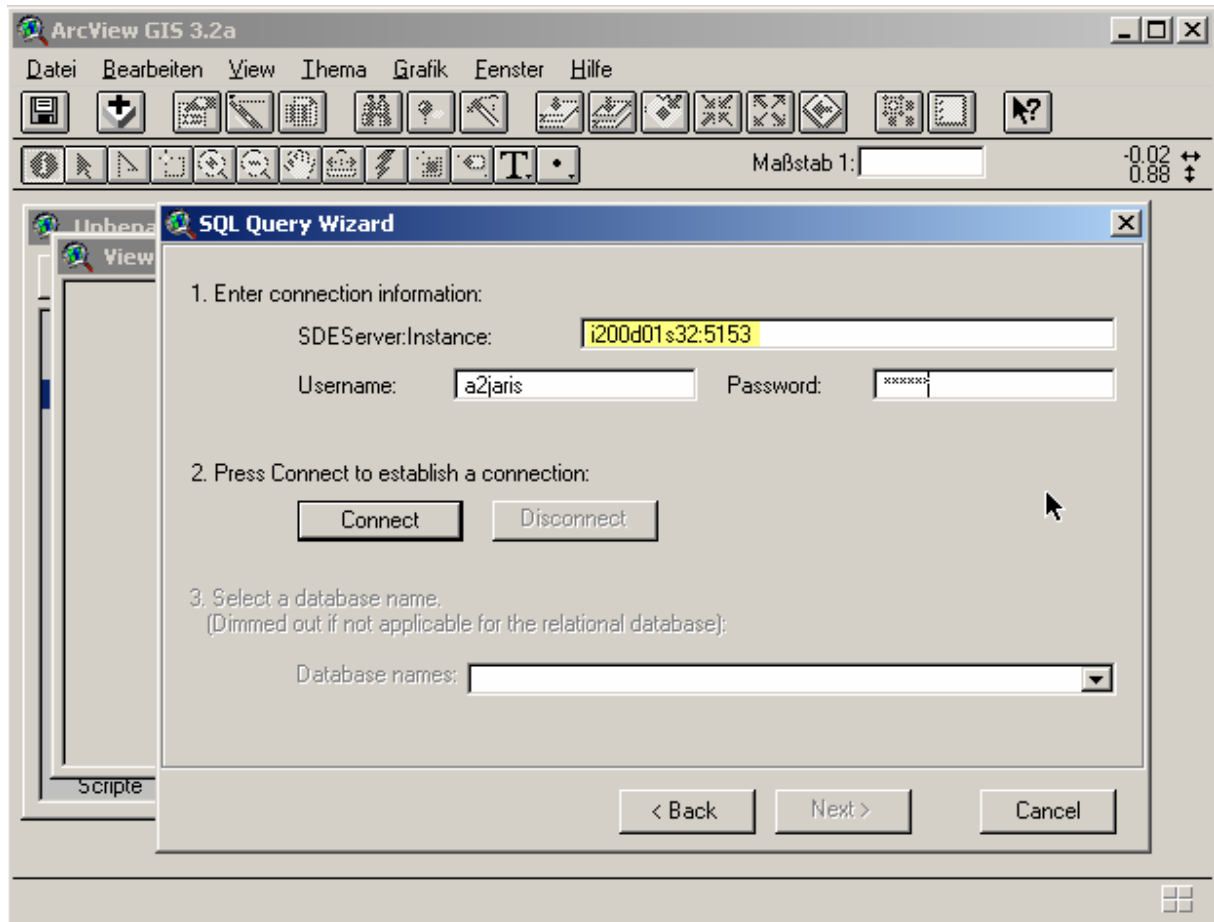 ArcView GIS 3.2a
Datei Bearbeiten View Thema Grafik Fenster Hilfe
T.
Maßstab 1:
-0.02
0.88
SQL Query Wizard
View
1. Enter connection information:
SDEServer:Instance: i200d01s32:5153
Username: a2jaris Password: ******
2. Press Connect to establish a connection:
Connect Disconnect
3. Select a database name.
(Dimmed out if not applicable for the relational database):
Database names:
Scripte
< Back Next > Cancel